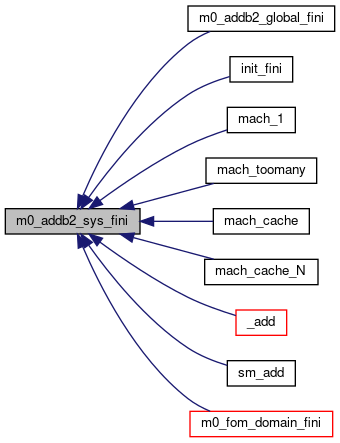 m0_addb2_global_fini
init_fini
mach_1
mach_toomany
m0_addb2_sys_fini
mach_cache
mach_cache_N
_add
sm_add
m0_fom_domain_fini